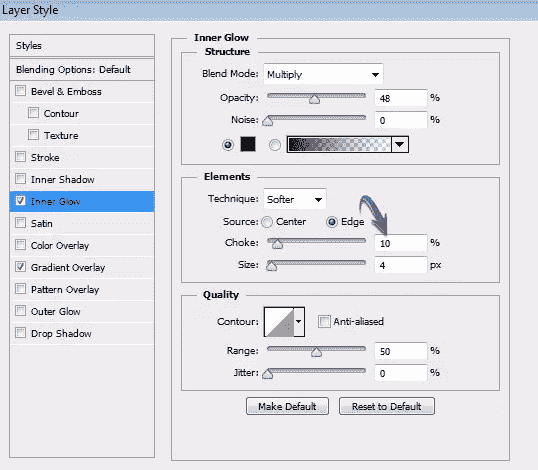 Layer Style
Styles
Blending Options: Default
Bevel & Emboss
Contour
Texture
Stroke
Inner Shadow
Inner Glow
Satin
Color Overlay
Gradient Overlay
Pattern Overlay
Outer Glow
Drop Shadow
Inner Glow
Structure
Blend Mode: Multiply
Opacity: 48 %
Noise: 0 %
Elements
Technique: Softer
Source: Center Edge
Choke: 10 %
Size: 4 px
Quality
Contour: Anti-aliased
Range: 50 %
Jitter: 0 %
Make Default Reset to Default